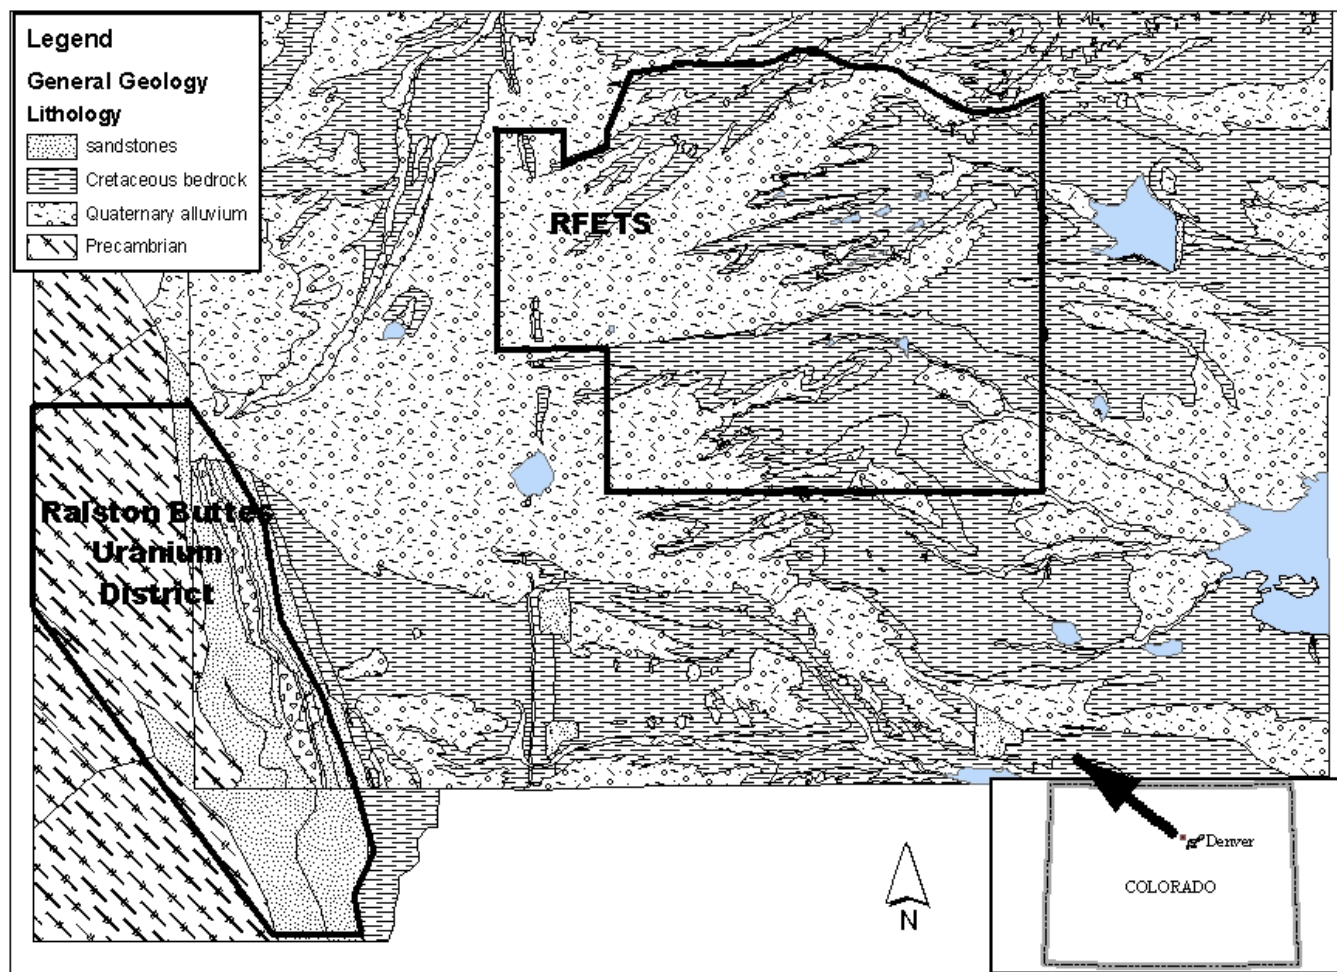 Legend
General Geology
Lithology
sandstones
Cretaceous bedrock
Quaternary alluvium
Precambrian
RFETS
Ralston Buttes
Uranium
District
N
Denver
COLORADO